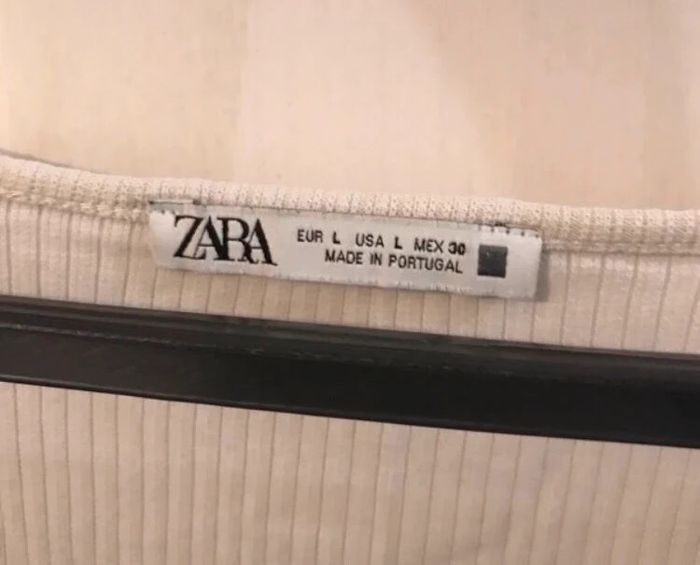 ZARA
EUR L USA L MEX 30
MADE IN PORTUGAL